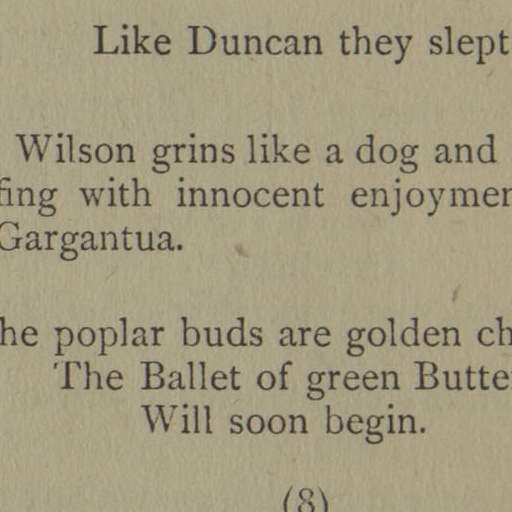 Like Duncan they slept
Wilson grins like a dog and
fing with innocent enjoymen
Gargantua.
he poplar buds are golden ch
The Ballet of green Butte
Will soon begin.
(8)